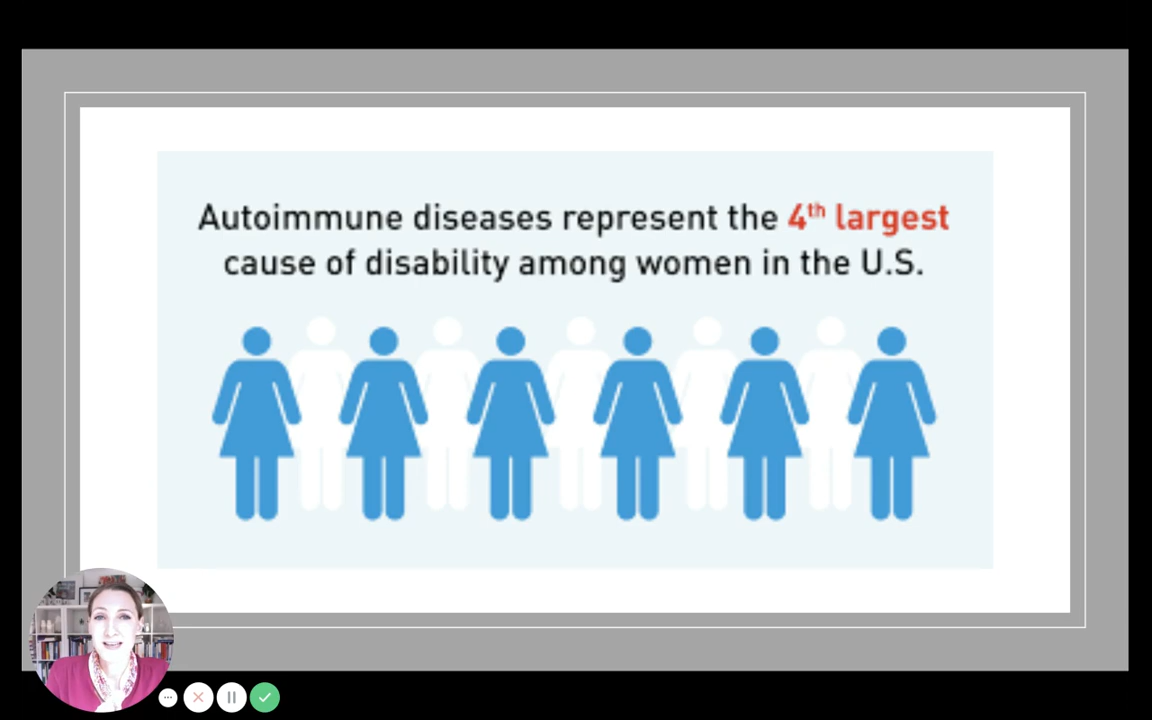 Autoimmune diseases represent the 4th largest
cause of disability among women in the U.S.